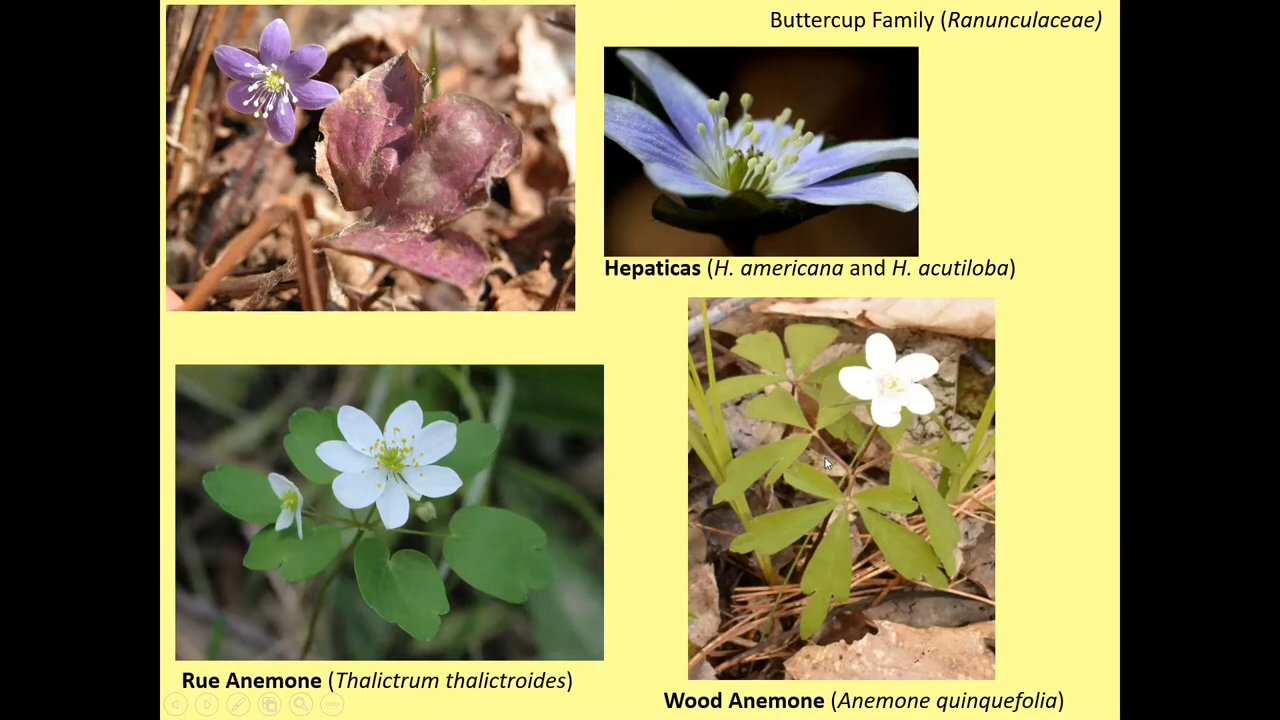 Buttercup Family (Ranunculaceae)
Hepaticas (H. americana and H. acutiloba)
Rue Anemone (Thalictrum thalictroides)
Wood Anemone (Anemone quinquefolia)